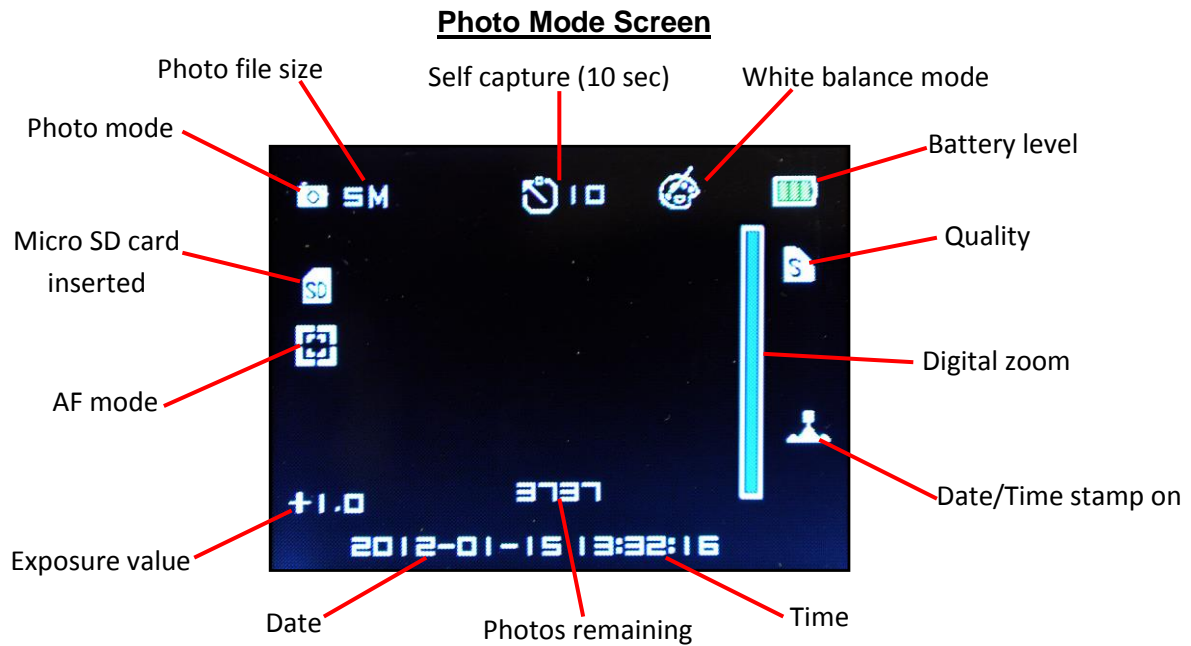 Photo Mode Screen
Photo file size
Self capture (10 sec)
White balance mode
Photo mode
Battery level
5M
10
Micro SD card
inserted
Quality
S
SD
Digital zoom
AF mode
Date/Time stamp on
+1.0
3737
Exposure value
2012-01-15 13:32:16
Date
Photos remaining
Time